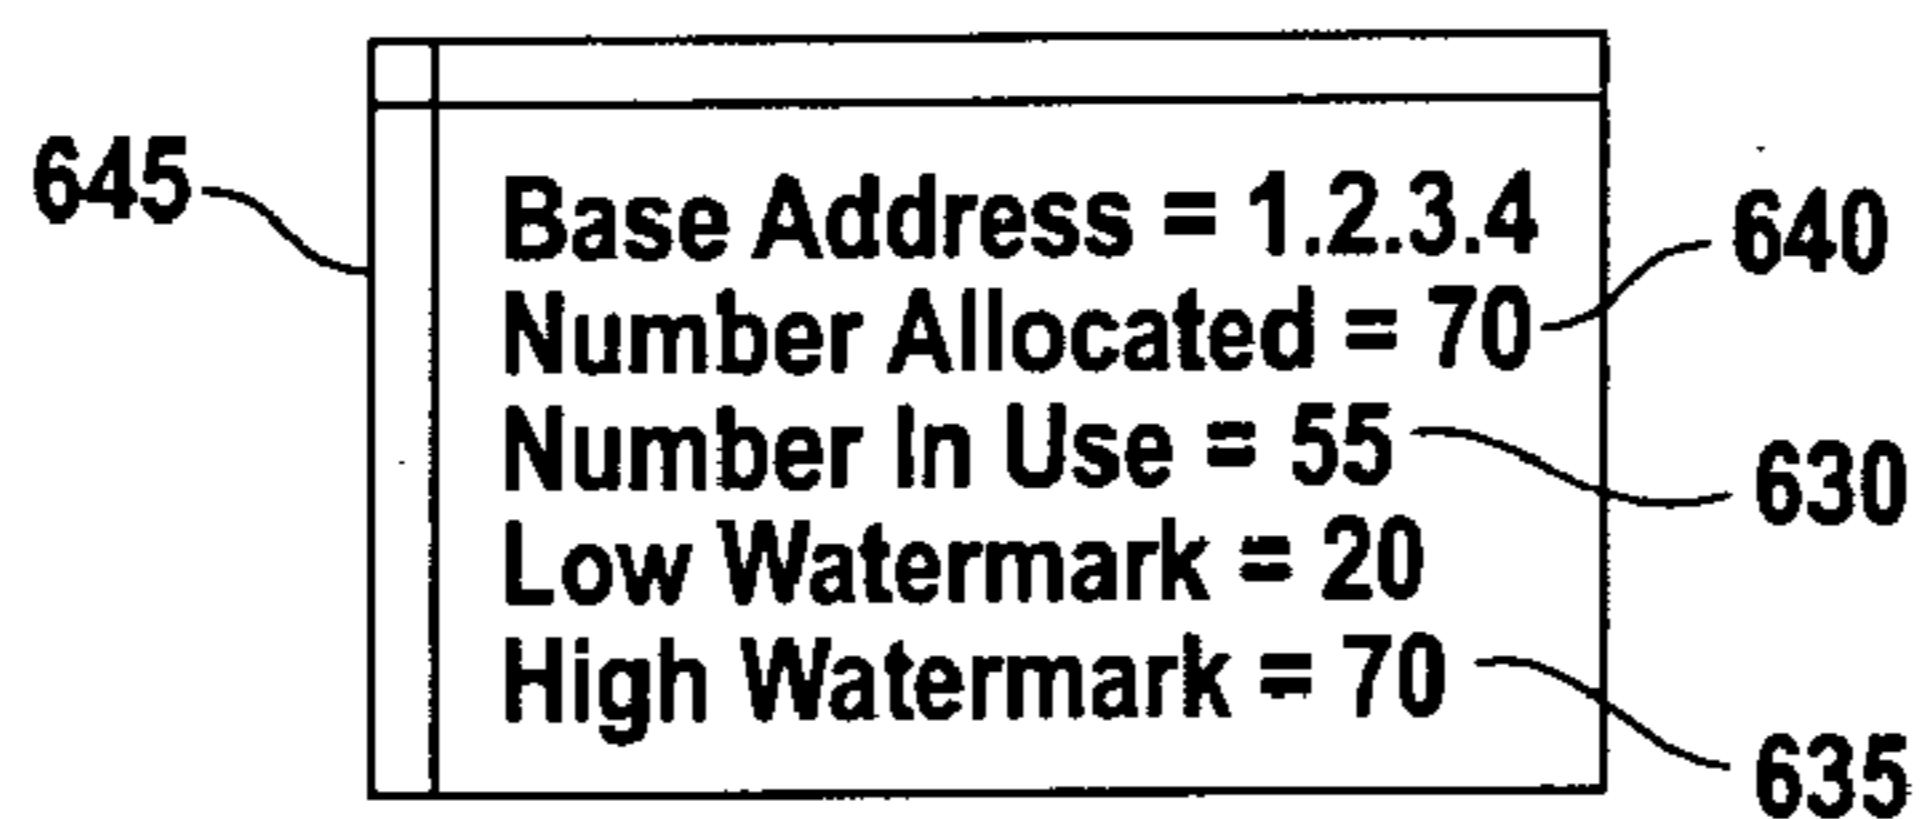 645
Base Address = 1.2.3.4
640
Number Allocated = 70
Number In Use = 55
630
Low Watermark = 20
High Watermark = 70
635